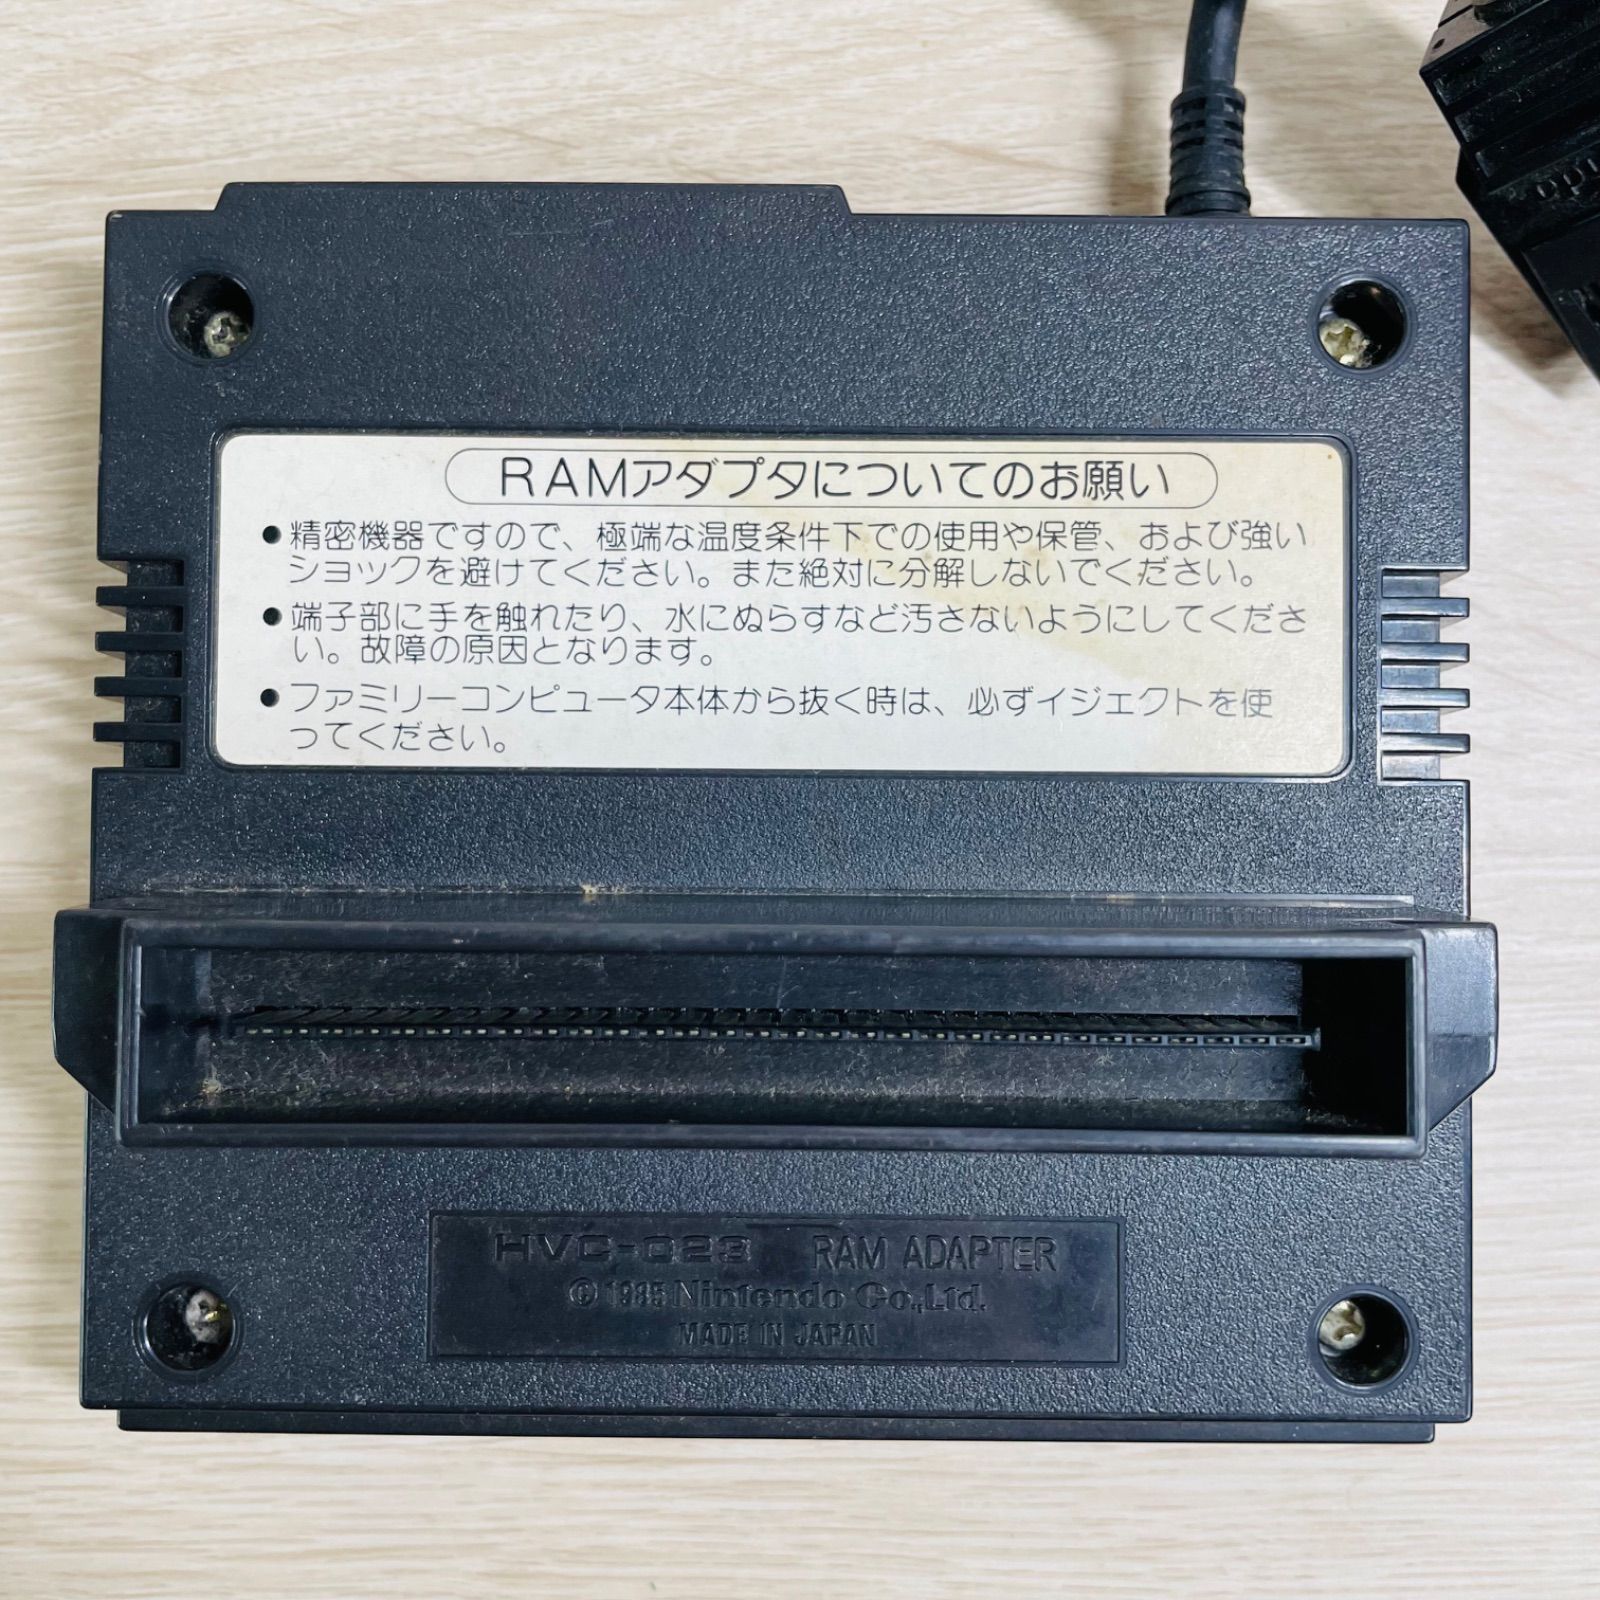 RAMアダプタについてのお願い
●精密機器ですので、極端な温度条件下での使用や保管、および強い
ショックを避けてください。また絶対に分解しないでください。
●端子部に手を触れたり、水にぬらすなど汚さないようにしてくださ
い。故障の原因となります。
●ファミリーコンピュータ本体から抜く時は、必ずイジェクトを使
ってください。
HVC-023 RAM ADAPTER
©1985 Nintendo Co.,Ltd.
MADE IN JAPAN